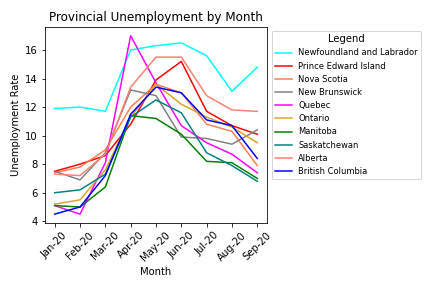 Provincial Unemployment by Month
Unemployment Rate
16
14
12
10
8
6
4
Jan-20
Feb-20
Mar-20
Apr-20
May-20
Jun-20
Jul-20
Aug-20
Sep-20
Month
Legend
Newfoundland and Labrador
Prince Edward Island
Nova Scotia
New Brunswick
Quebec
Ontario
Manitoba
Saskatchewan
Alberta
British Columbia